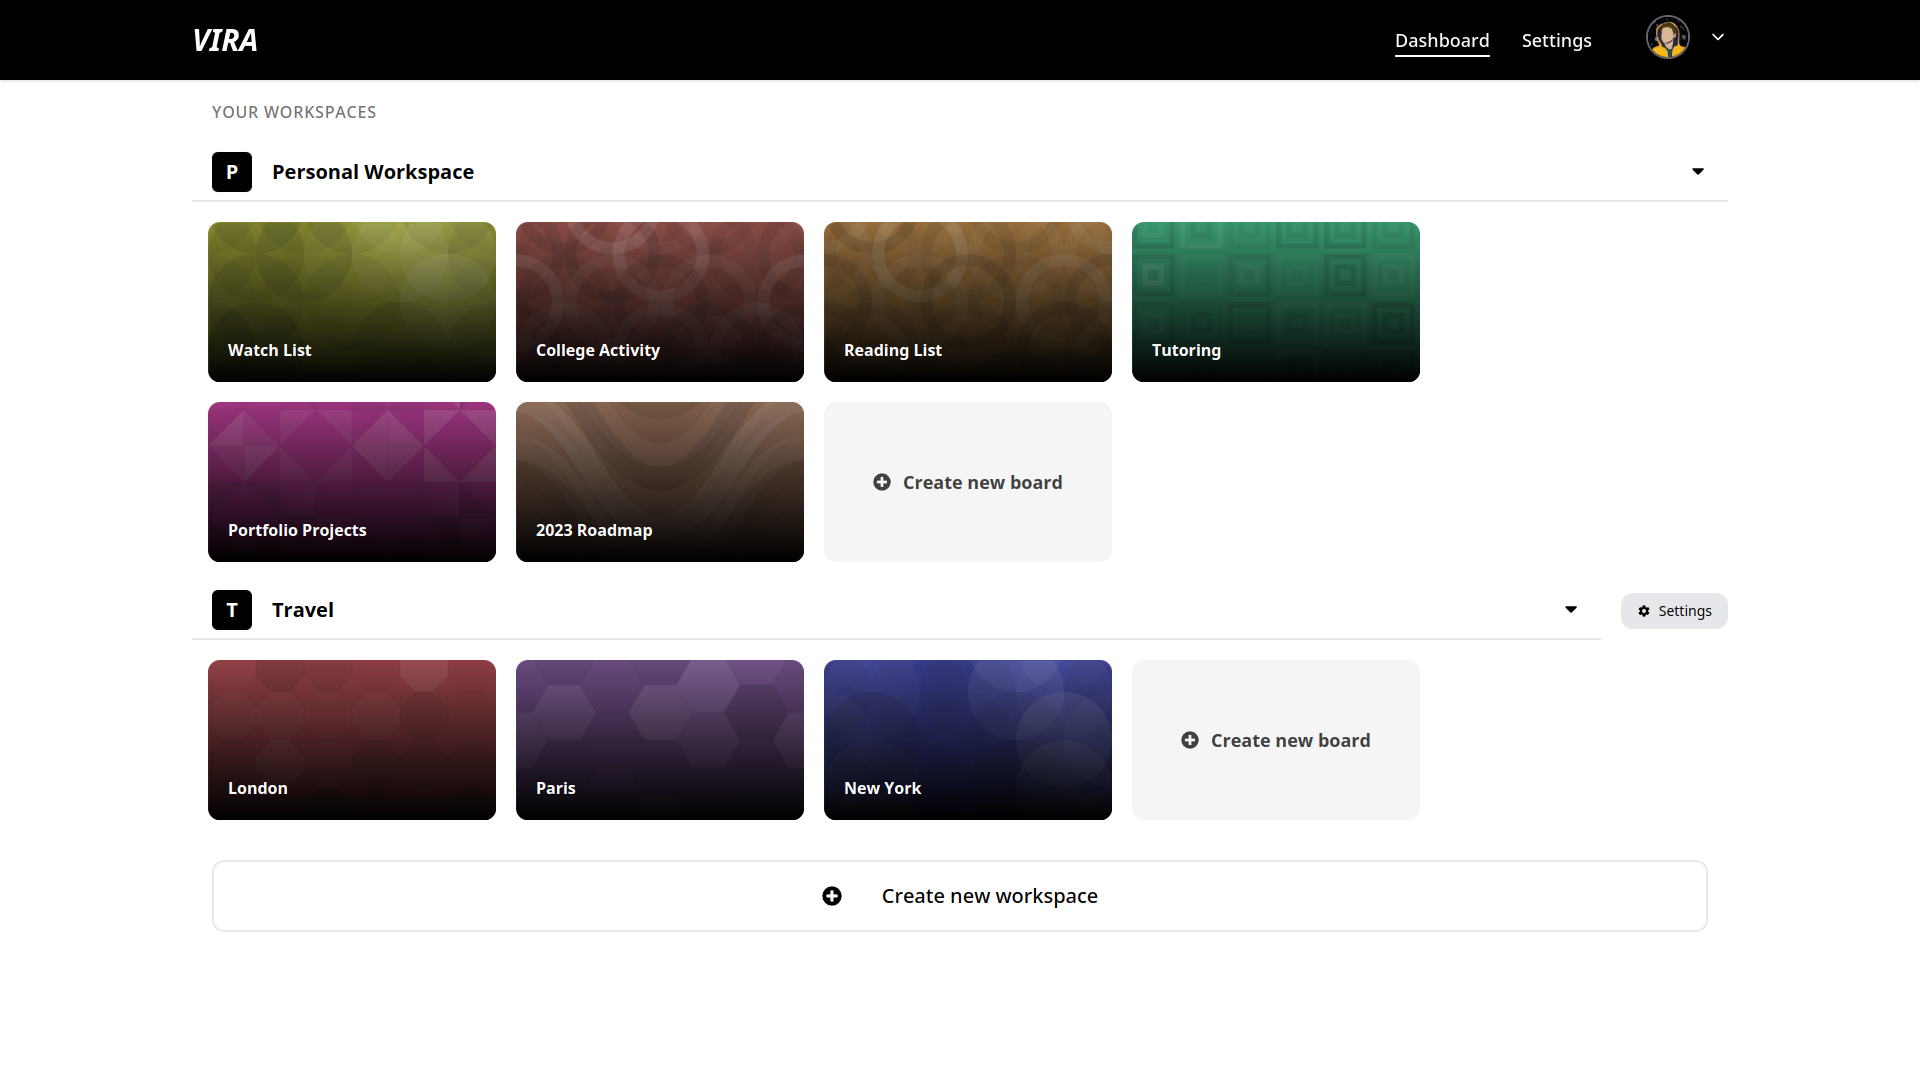 VIRA
Dashboard
Settings
YOUR WORKSPACES
P
Personal Workspace
Watch List
College Activity
Reading List
Tutoring
Portfolio Projects
2023 Roadmap
Create new board
T
Travel
Settings
London
Paris
New York
Create new board
Create new workspace